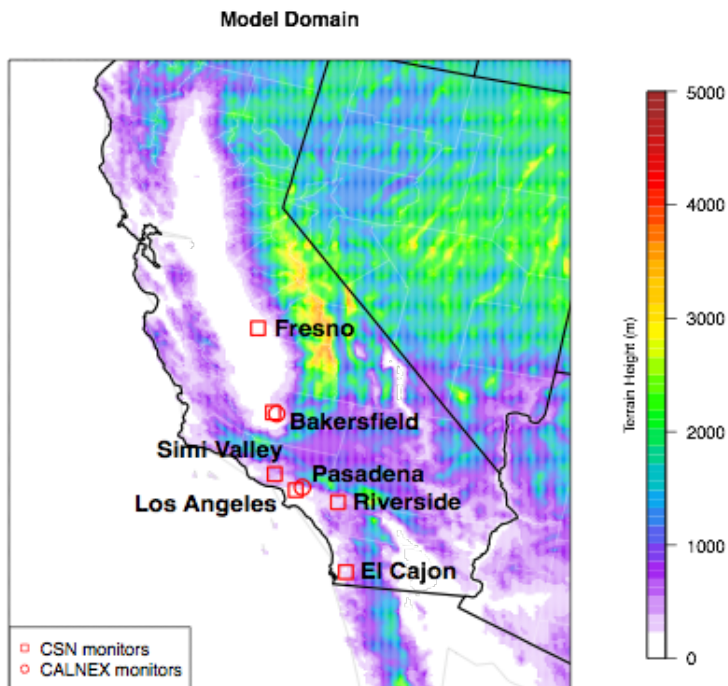 Model Domain
Fresno
Bakersfield
Simi Valley
Pasadena
Los Angeles
Riverside
El Cajon
CSN monitors
CALNEX monitors
5000
4000
3000
2000
1000
0
Terrain Height (m)